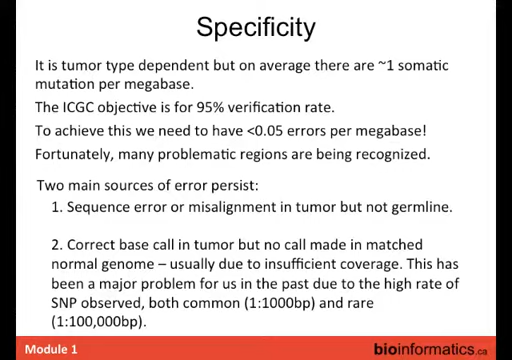 Specificity
It is tumor type dependent but on average there are ~1 somatic
mutation per megabase.
The ICGC objective is for 95% verification rate.
To achieve this we need to have <0.05 errors per megabase!
Fortunately, many problematic regions are being recognized.
Two main sources of error persist:
1. Sequence error or misalignment in tumor but not germline.
2. Correct base call in tumor but no call made in matched
normal genome – usually due to insufficient coverage. This has
been a major problem for us in the past due to the high rate of
SNP observed, both common (1:1000bp) and rare
(1:100,000bp).
Module 1
bioinformatics.ca